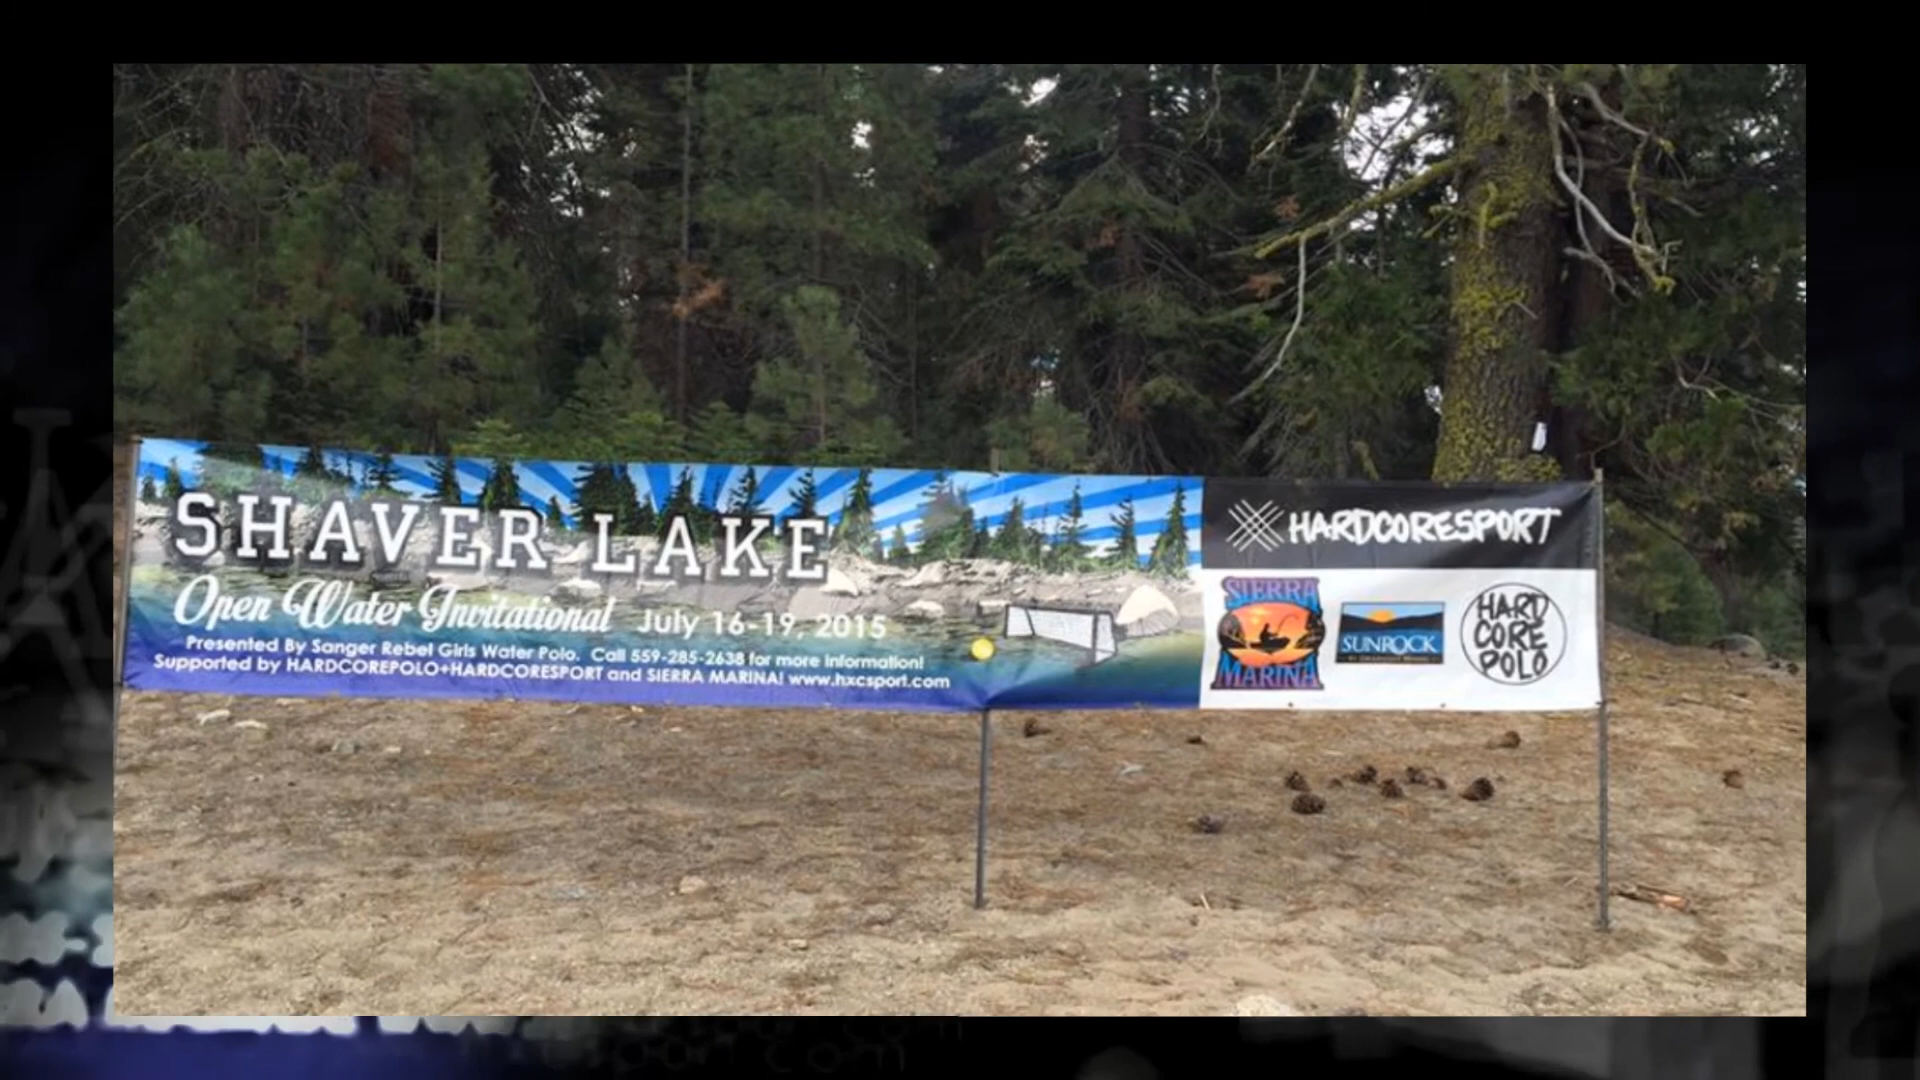 SHAVER LAKE
Open Water Invitational July 16-19, 2015
Presented By Sanger Rebel Girls Water Polo. Call 559-285-2638 for more information!
Supported by HARDCOREPOLO+HARDCORESPORT and SIERRA MARINA! www.hxcsport.com
HARDCORESPORT
SIERRA
MARINA
SUNROCK
HARD
CORE
POLO